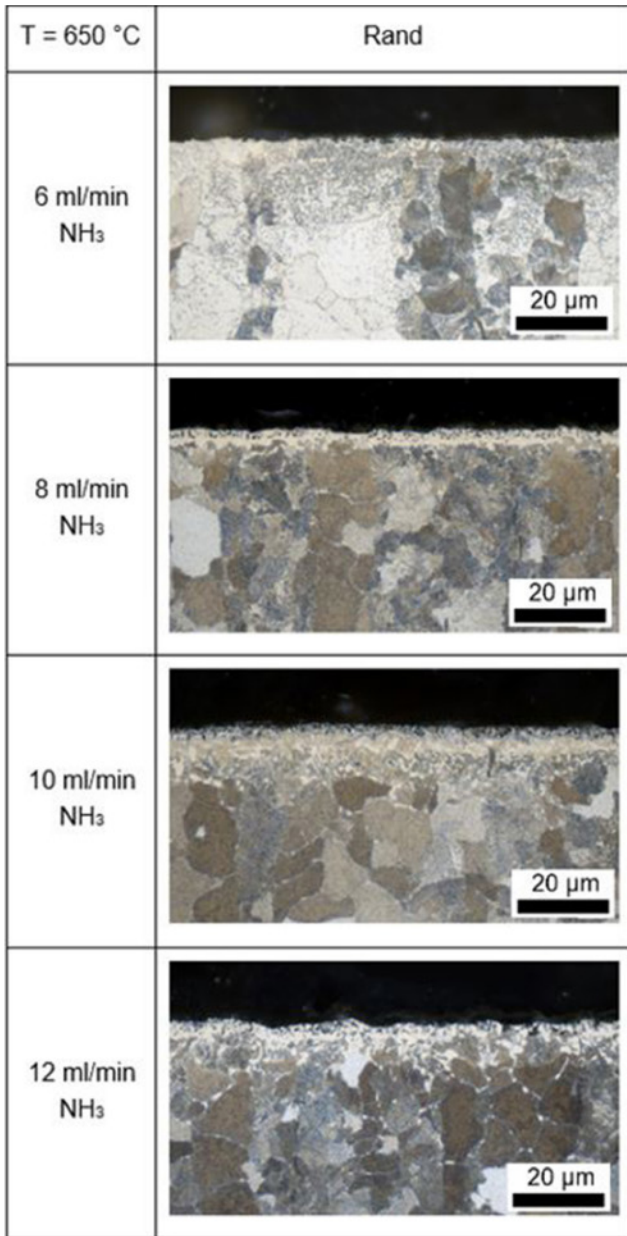 T = 650 °C
Rand
6 ml/min
NH₃
20 µm
8 ml/min
NH₃
20 µm
10 ml/min
NH₃
20 µm
12 ml/min
NH₃
20 µm